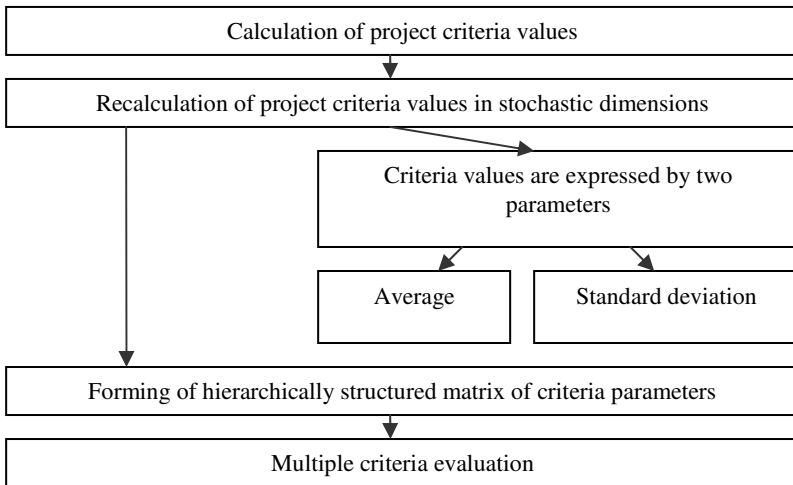 Calculation of project criteria values
Recalculation of project criteria values in stochastic dimensions
Criteria values are expressed by two
parameters
Average
Standard deviation
Forming of hierarchically structured matrix of criteria parameters
Multiple criteria evaluation